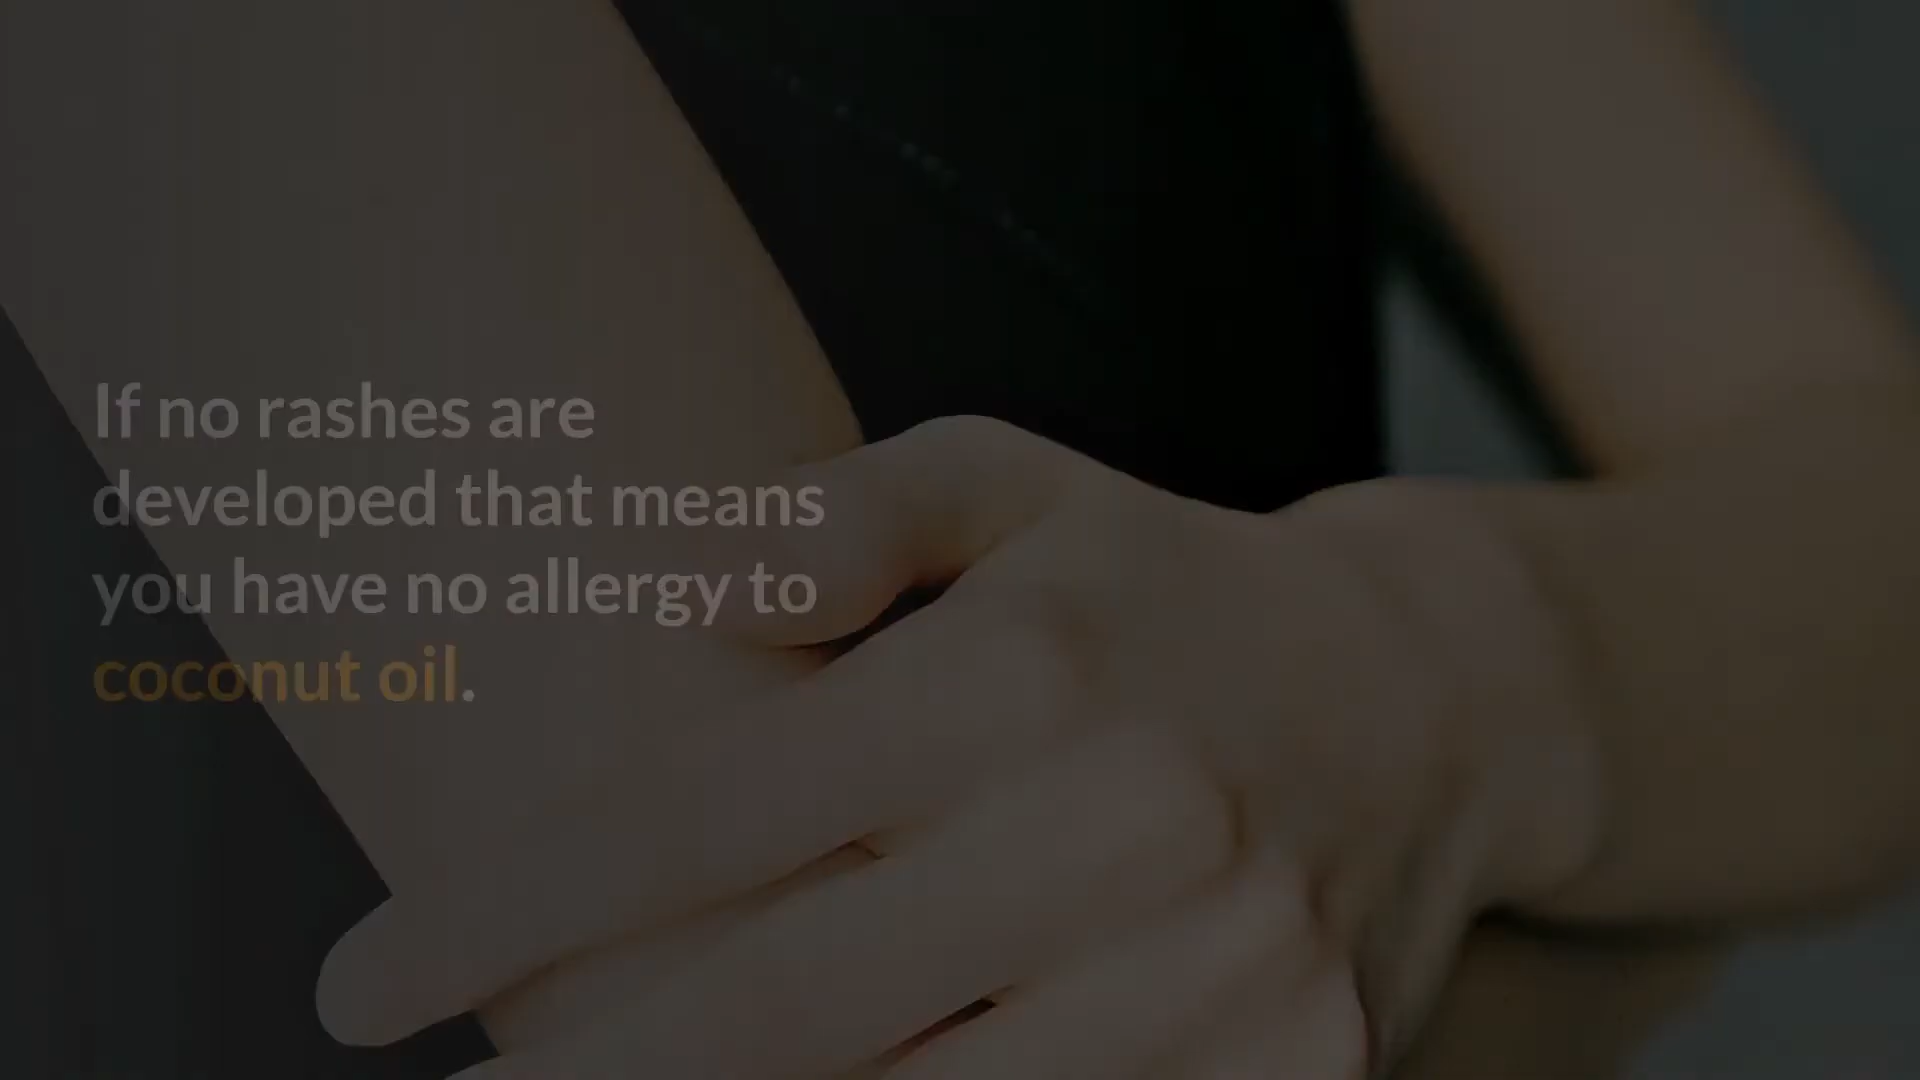 If no rashes are
developed that means
you have no allergy to
coconut oil.